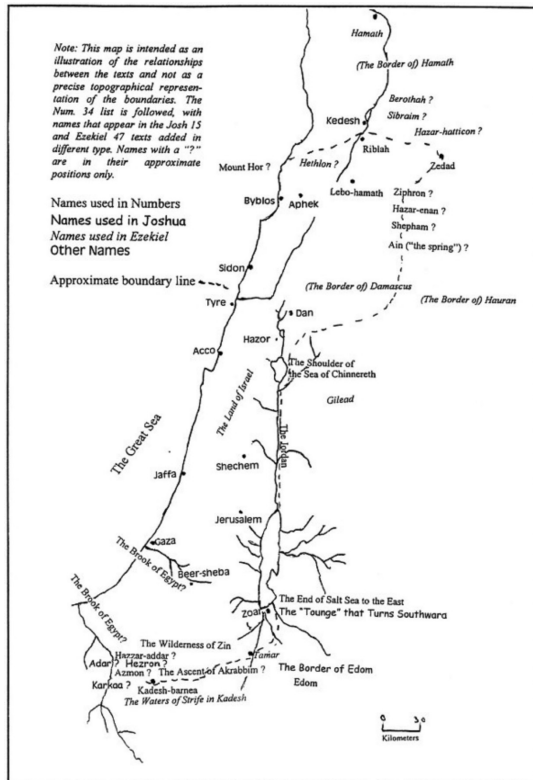 Note: This map is intended as an
illustration of the relationships
between the texts and not as a
precise topographical represen-
tation of the boundaries. The
Num. 34 list is followed, with
names that appear in the Josh 15
and Ezekiel 47 texts added in
different type. Names with a "?"
are in their approximate
positions only.
Names used in Numbers
Names used in Joshua
Names used in Ezekiel
Other Names
Approximate boundary line
Hamath
(The Border of) Hamath
Berothah ?
Sibraim ?
Kedesh
Hazar-hatticon ?
Riblah
Hethlon ?
Mount Hor ?
Zedad
Lebo-hamath
Ziphron ?
Byblos
Aphek
Hazar-enan ?
Shepham ?
Ain ("the spring") ?
Sidon
(The Border of) Damascus
(The Border of) Hauran
Tyre
Dan
Hazor
Acco
The Shoulder of
the Sea of Chinnereth
Gilead
The Land of Israel
The Jordan
The Great Sea
Shechem
Jaffa
Jerusalem
Gaza
The Brook of Egypt?
Beer-sheba
The Brook of Egypt?
The End of Salt Sea to the East
Zoar
The "Tounge" that Turns Southwara
The Wilderness of Zin
Tamar
Hazzar-addar ?
Adar ? Hezron ?
Azmon ?
The Ascent of Akrabbim ?
The Border of Edom
Edom
Karkaa ?
Kadesh-barnea
The Waters of Strife in Kadesh
0 30
Kilometers